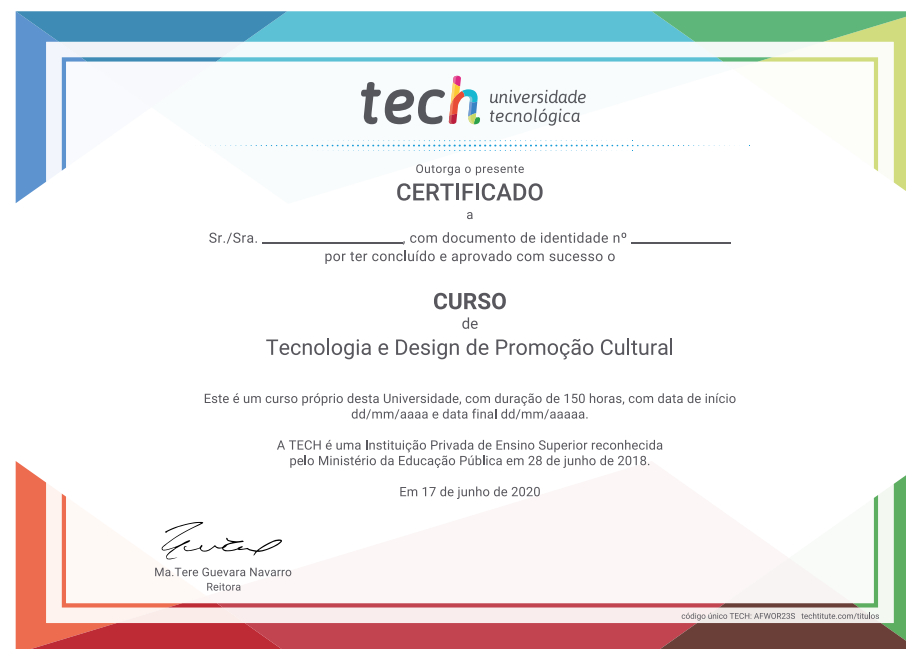 tech universidade
tecnológica
Outorga o presente
CERTIFICADO
a
Sr./Sra. ____________________, com documento de identidade nº ______________
por ter concluído e aprovado com sucesso o
CURSO
de
Tecnologia e Design de Promoção Cultural
Este é um curso próprio desta Universidade, com duração de 150 horas, com data de início
dd/mm/aaaa e data final dd/mm/aaaaa.
A TECH é uma Instituição Privada de Ensino Superior reconhecida
pelo Ministério da Educação Pública em 28 de junho de 2018.
Em 17 de junho de 2020
Ma.Tere Guevara Navarro
Reitora
código único TECH: AFWOR23S techtitute.com/titulos